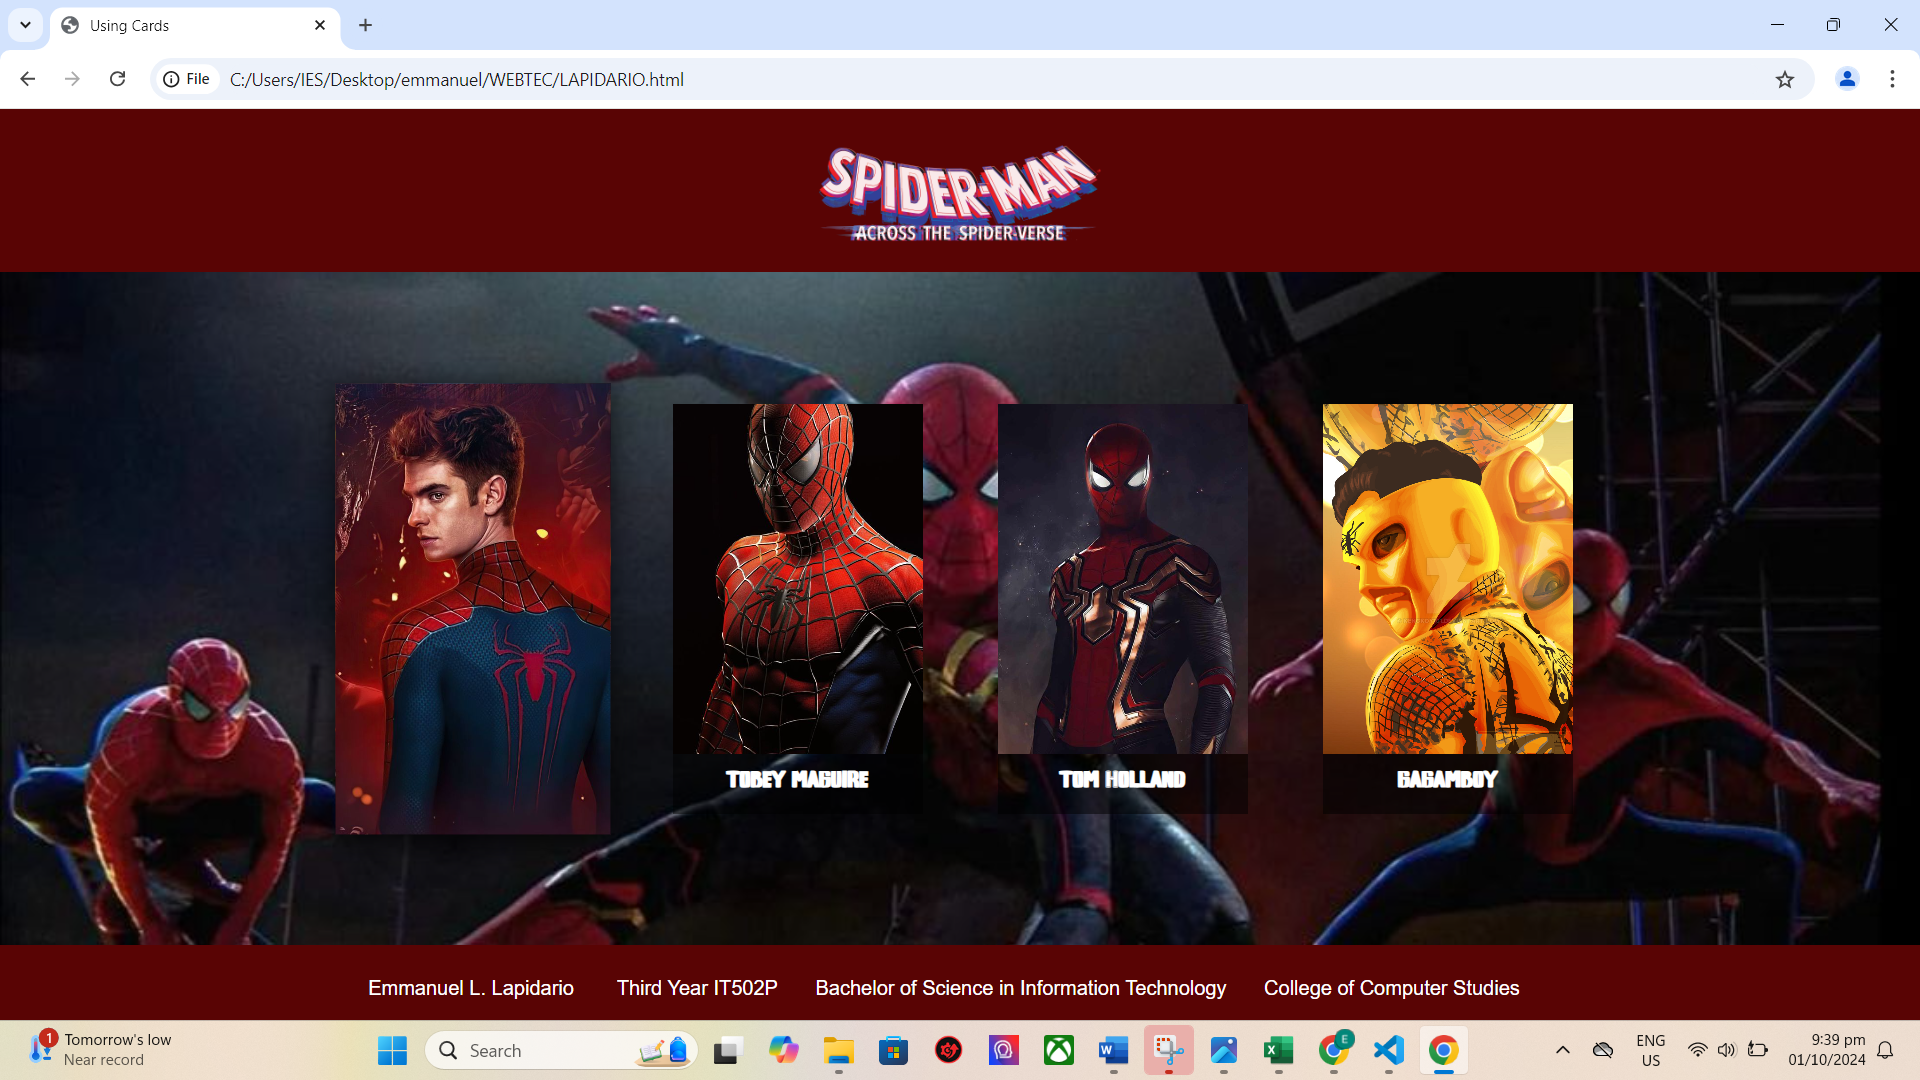 Using Cards
File
C:/Users/IES/Desktop/emmanuel/WEBTEC/LAPIDARIO.html
SPIDER-MAN
ACROSS THE SPIDER-VERSE
TOBEY MAGUIRE
TOM HOLLAND
GAGAMBOY
Emmanuel L. Lapidario
Third Year IT502P
Bachelor of Science in Information Technology
College of Computer Studies
1
Tomorrow's low
Near record
Search
E
ENG
US
9:39 pm
01/10/2024